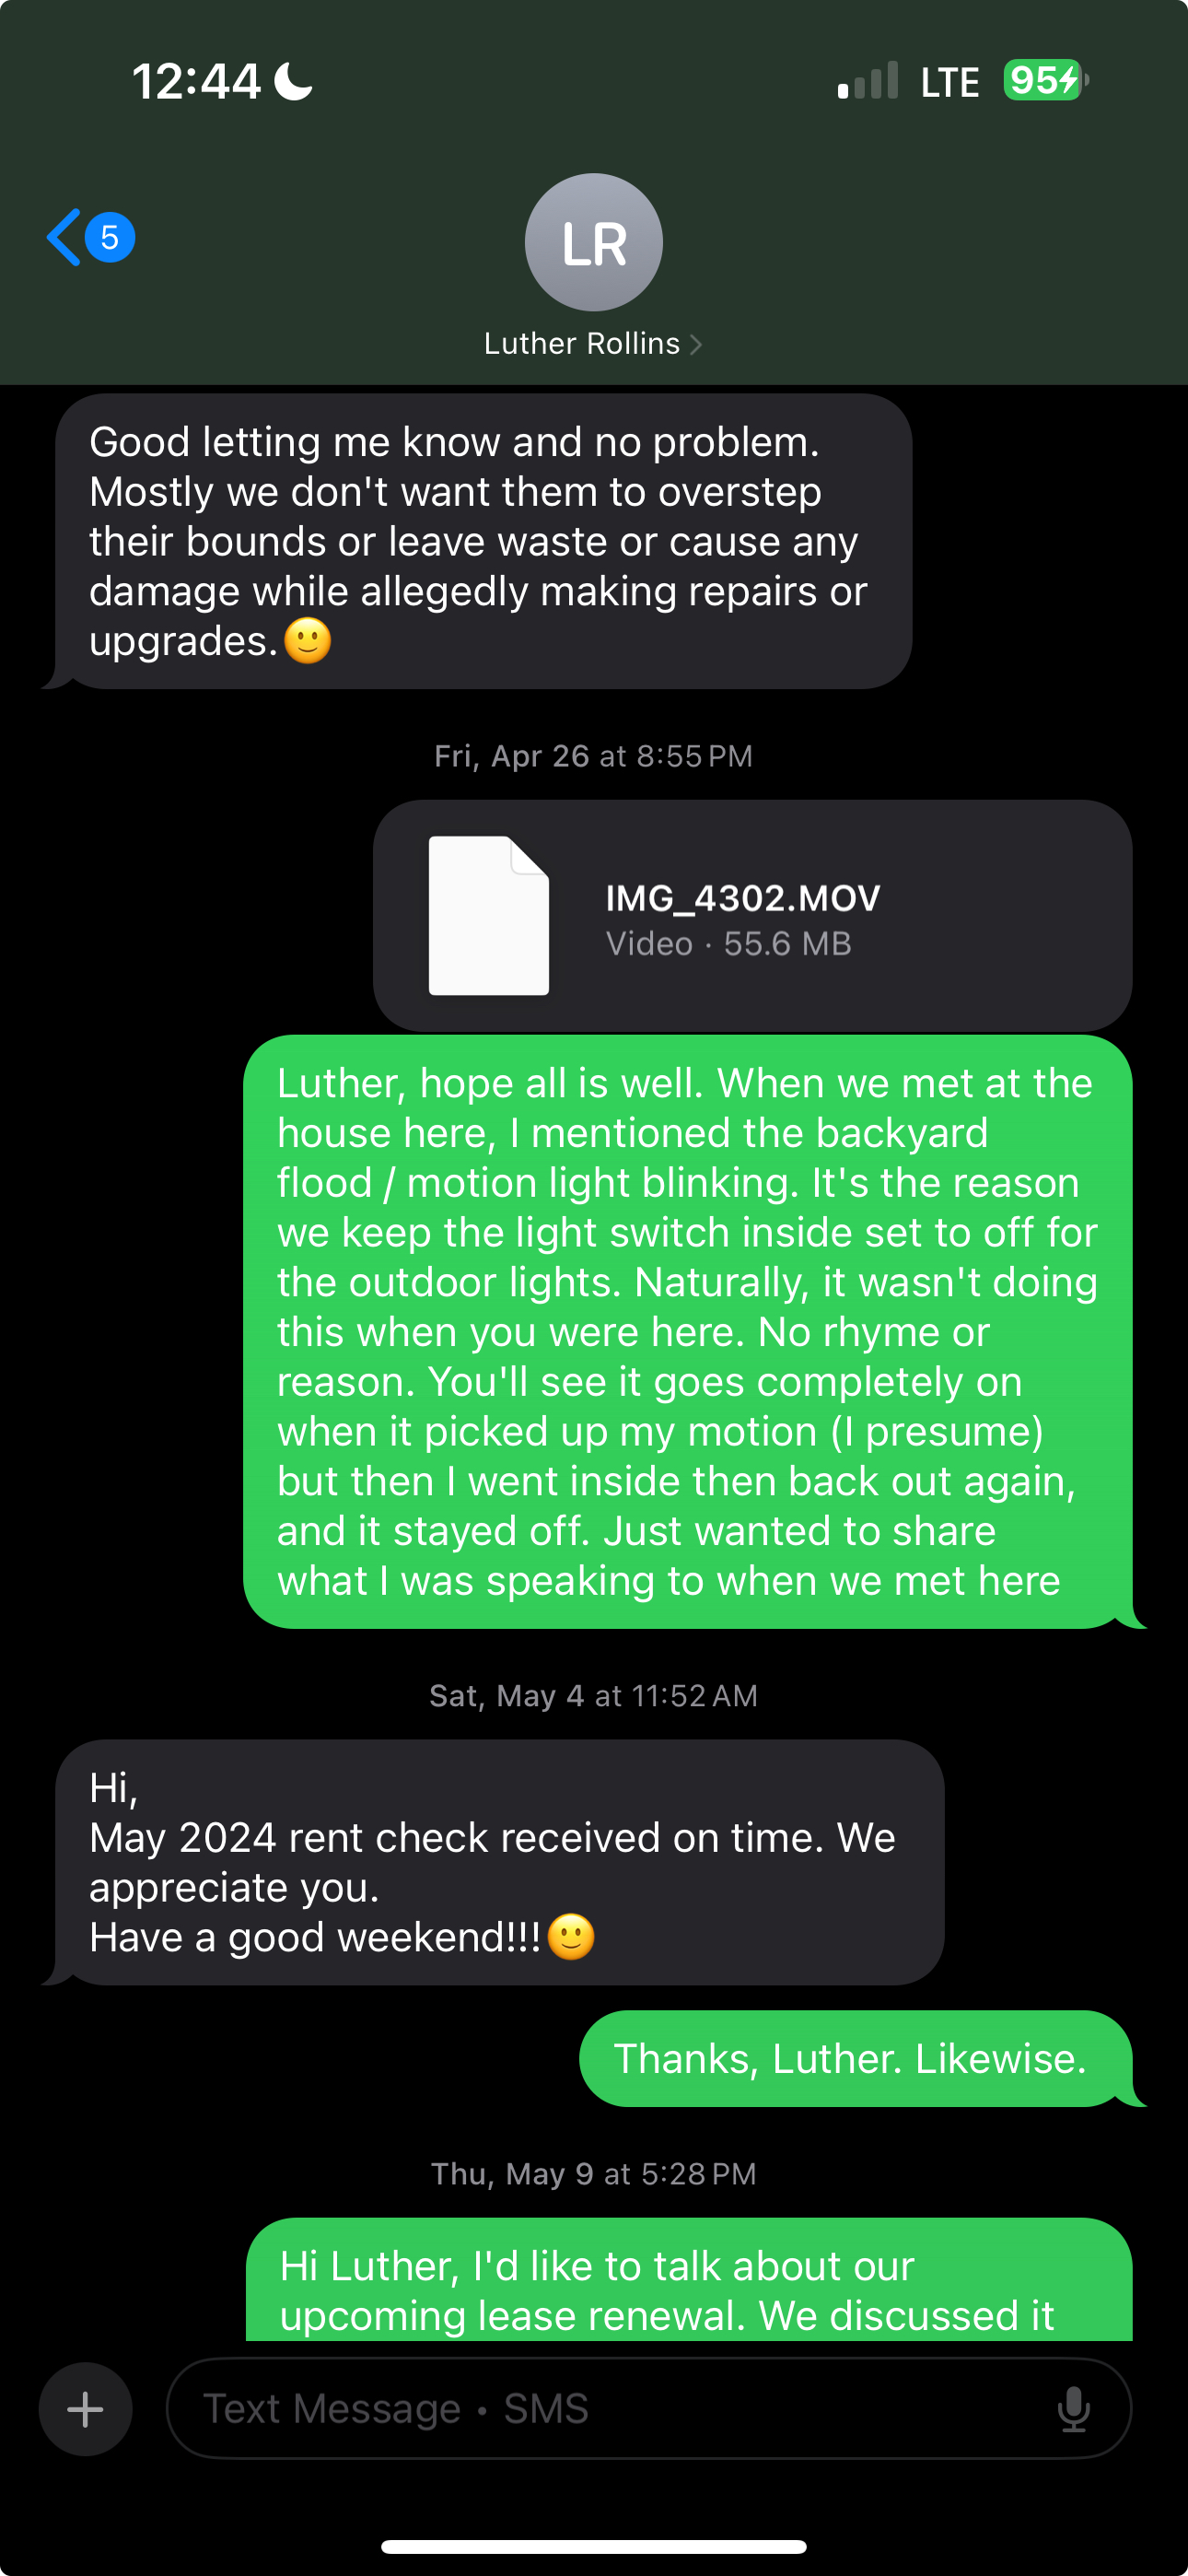 12:44
LTE
95
5
LR
Luther Rollins
Good letting me know and no problem.
Mostly we don't want them to overstep
their bounds or leave waste or cause any
damage while allegedly making repairs or
upgrades.🙂
Fri, Apr 26 at 8:55 PM
IMG_4302.MOV
Video · 55.6 MB
Luther, hope all is well. When we met at the
house here, I mentioned the backyard
flood / motion light blinking. It's the reason
we keep the light switch inside set to off for
the outdoor lights. Naturally, it wasn't doing
this when you were here. No rhyme or
reason. You'll see it goes completely on
when it picked up my motion (I presume)
but then I went inside then back out again,
and it stayed off. Just wanted to share
what I was speaking to when we met here
Sat, May 4 at 11:52 AM
Hi,
May 2024 rent check received on time. We
appreciate you.
Have a good weekend!!!🙂
Thanks, Luther. Likewise.
Thu, May 9 at 5:28 PM
Hi Luther, I'd like to talk about our
upcoming lease renewal. We discussed it
Text Message • SMS